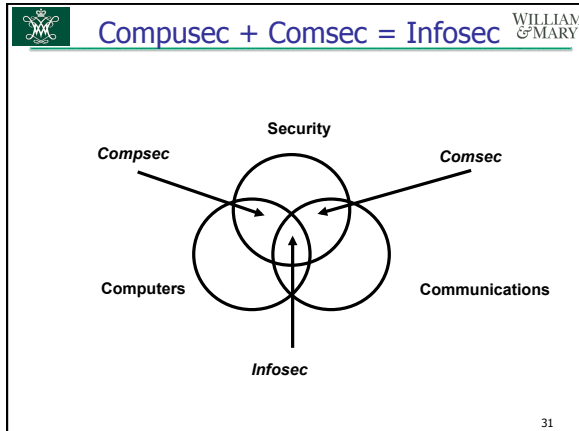 Compusec + Comsec = Infosec
WILLIAM
& MARY
Security
Compsec
Comsec
Computers
Communications
Infosec
31